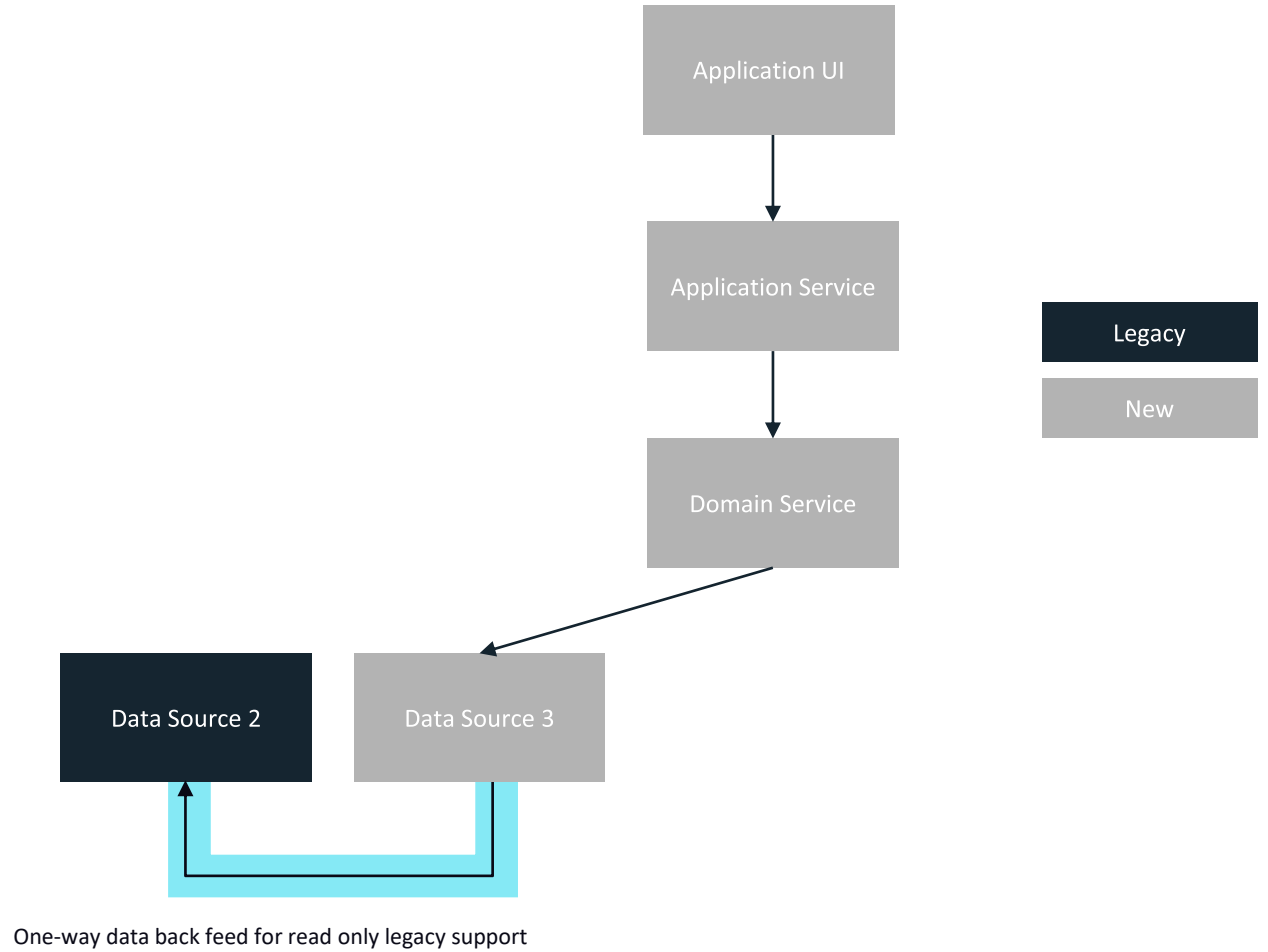 Application UI
Application Service
Legacy
New
Domain Service
Data Source 2
Data Source 3
One-way data back feed for read only legacy support